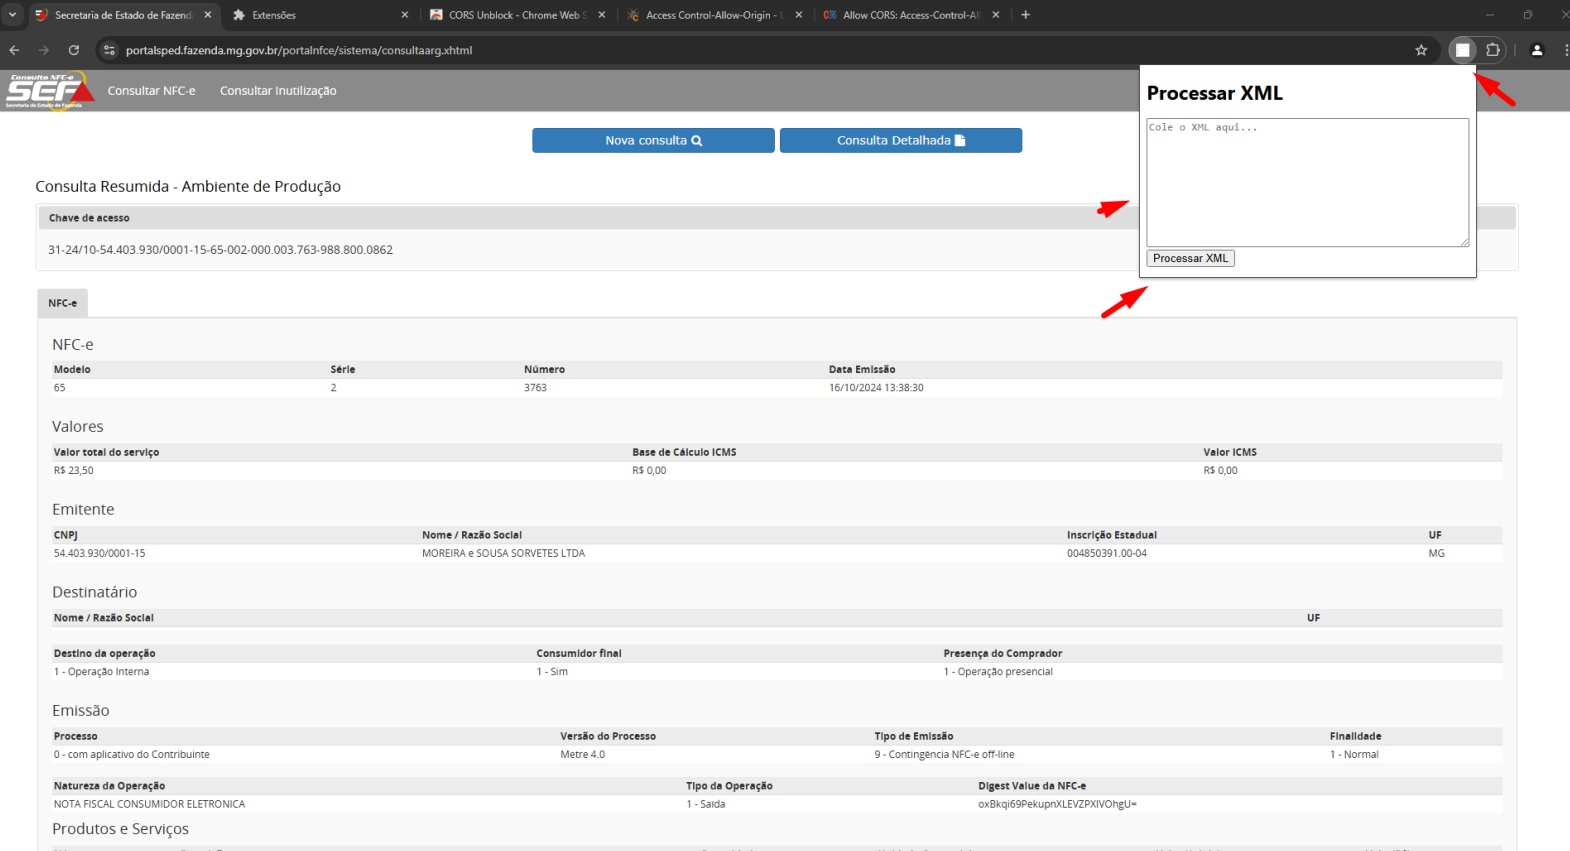 Secretaria de Estado de Fazend
Extensões
CORS Unblock - Chrome Web S
Access Control-Allow-Origin - U
Allow CORS: Access-Control-Al
portalsped.fazenda.mg.gov.br/portalnfce/sistema/consultaarg.xhtml
Consulta NFC-e
SEF
Secretaria de Estado de Fazenda
Consultar NFC-e
Consultar Inutilização
Processar XML
Cole o XML aqui...
Processar XML
Nova consulta
Consulta Detalhada
Consulta Resumida - Ambiente de Produção
Chave de acesso
31-24/10-54.403.930/0001-15-65-002-000.003.763-988.800.0862
NFC-e
NFC-e
Modelo Série Número Data Emissão
65 2 3763 16/10/2024 13:38:30
Valores
Valor total do serviço Base de Cálculo ICMS Valor ICMS
R$ 23,50 R$ 0,00 R$ 0,00
Emitente
CNPJ Nome / Razão Social Inscrição Estadual UF
54.403.930/0001-15 MOREIRA e SOUSA SORVETES LTDA 004850391.00-04 MG
Destinatário
Nome / Razão Social UF
Destino da operação Consumidor final Presença do Comprador
1 - Operação Interna 1 - Sim 1 - Operação presencial
Emissão
Processo Versão do Processo Tipo de Emissão Finalidade
0 - com aplicativo do Contribuinte Metre 4.0 9 - Contingência NFC-e off-line 1 - Normal
Natureza da Operação Tipo da Operação Digest Value da NFC-e
NOTA FISCAL CONSUMIDOR ELETRONICA 1 - Saída oxBkqi69PekupnXLEVZPXIVOhgU=
Produtos e Serviços